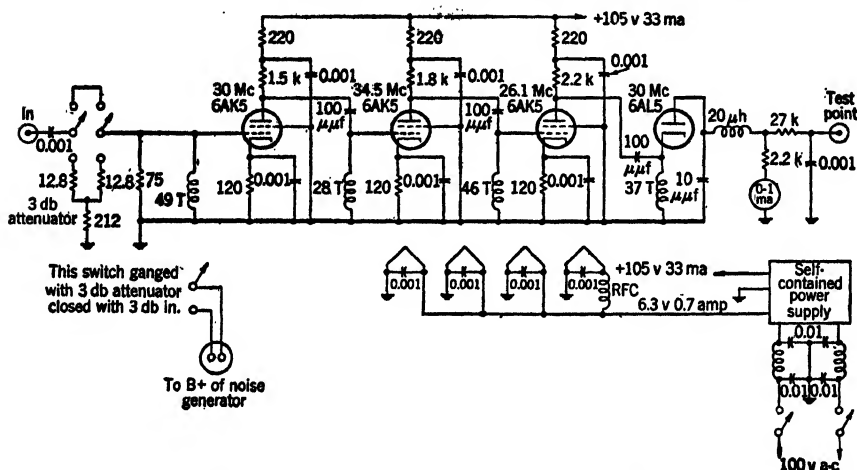 +105 v 33 ma
220
220
220
0.001
1.5 k
0.001
1.8 k
0.001
2.2 k
30 Mc
6AK5
34.5 Mc
6AK5
26.1 Mc
6AK5
30 Mc
6AL5
100
μμf
100
μμf
100
μμf
20 μh
27 k
Test
point
In
0.001
2.2 k
0.001
12.8
12.8
75
3 db
attenuator
212
49 T
120
0.001
28 T
120
0.001
46 T
120
0.001
37 T
10
μμf
0-1
ma
This switch ganged
with 3 db attenuator
closed with 3 db in.
To B+ of noise
generator
0.001
0.001
0.001
0.001
RFC
+105 v 33 ma
6.3 v 0.7 amp
Self-
contained
power
supply
0.01
0.01
0.01
100 v a-c